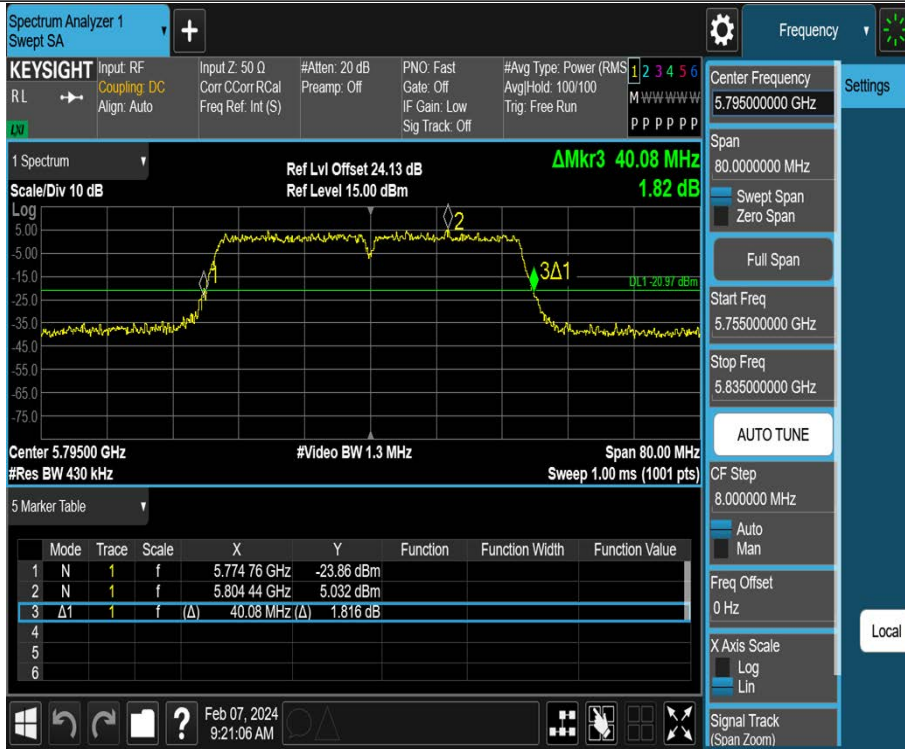 Spectrum Analyzer 1
Swept SA
Frequency
KEYSIGHT
R L
LXI
Input: RF
Coupling: DC
Align: Auto
Input Z: 50 Ω
Corr CCorr RCal
Freq Ref: Int (S)
#Atten: 20 dB
Preamp: Off
PNO: Fast
Gate: Off
IF Gain: Low
Sig Track: Off
#Avg Type: Power (RMS
Avg|Hold: 100/100
Trig: Free Run
1 2 3 4 5 6
M W W W W W
P P P P P P
1 Spectrum
Scale/Div 10 dB
Ref Lvl Offset 24.13 dB
Ref Level 15.00 dBm
ΔMkr3 40.08 MHz
1.82 dB
Log
5.00
-5.00
-15.0
-25.0
-35.0
-45.0
-55.0
-65.0
-75.0
1
2
3Δ1
DL1 -20.97 dBm
Center 5.79500 GHz
#Res BW 430 kHz
#Video BW 1.3 MHz
Span 80.00 MHz
Sweep 1.00 ms (1001 pts)
5 Marker Table
Mode Trace Scale X Y Function Function Width Function Value
1 N 1 f 5.774 76 GHz -23.86 dBm
2 N 1 f 5.804 44 GHz 5.032 dBm
3 Δ1 1 f (Δ) 40.08 MHz (Δ) 1.816 dB
4
5
6
?
Feb 07, 2024
9:21:06 AM
Center Frequency
5.795000000 GHz
Span
80.0000000 MHz
Swept Span
Zero Span
Full Span
Start Freq
5.755000000 GHz
Stop Freq
5.835000000 GHz
AUTO TUNE
CF Step
8.000000 MHz
Auto
Man
Freq Offset
0 Hz
X Axis Scale
Log
Lin
Signal Track
(Span Zoom)
Settings
Local